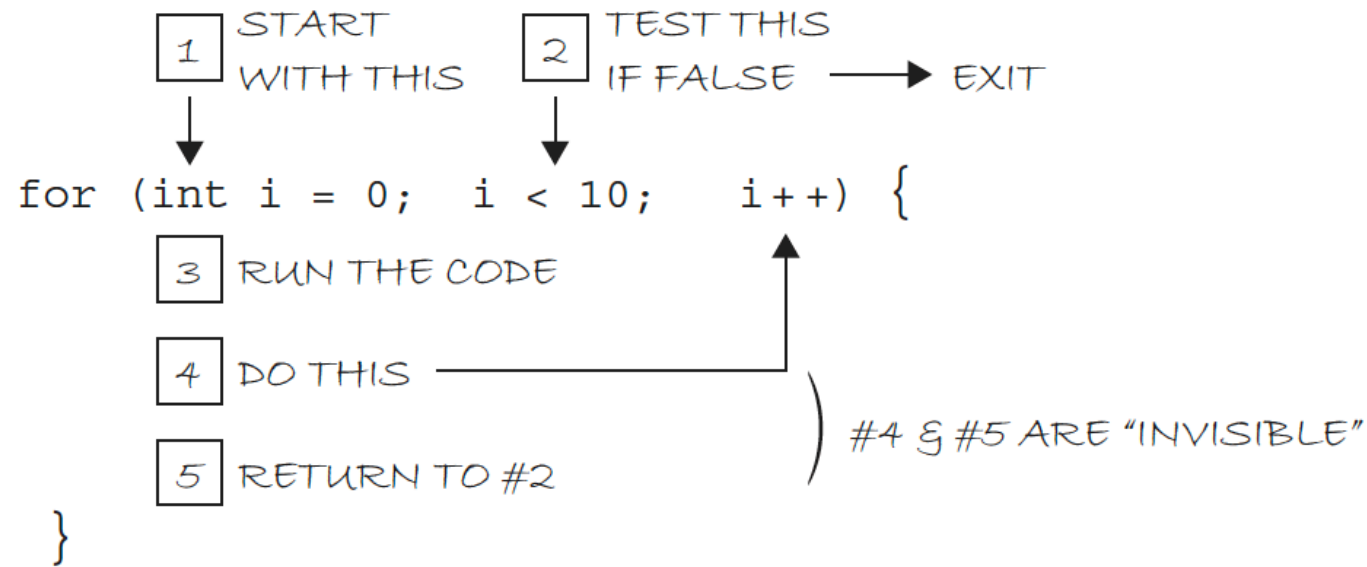 1 START
WITH THIS
2 TEST THIS
IF FALSE EXIT
for (int i = 0; i < 10; i++) {
3 RUN THE CODE
4 DO THIS
#4 & #5 ARE “INVISIBLE”
5 RETURN TO #2
}